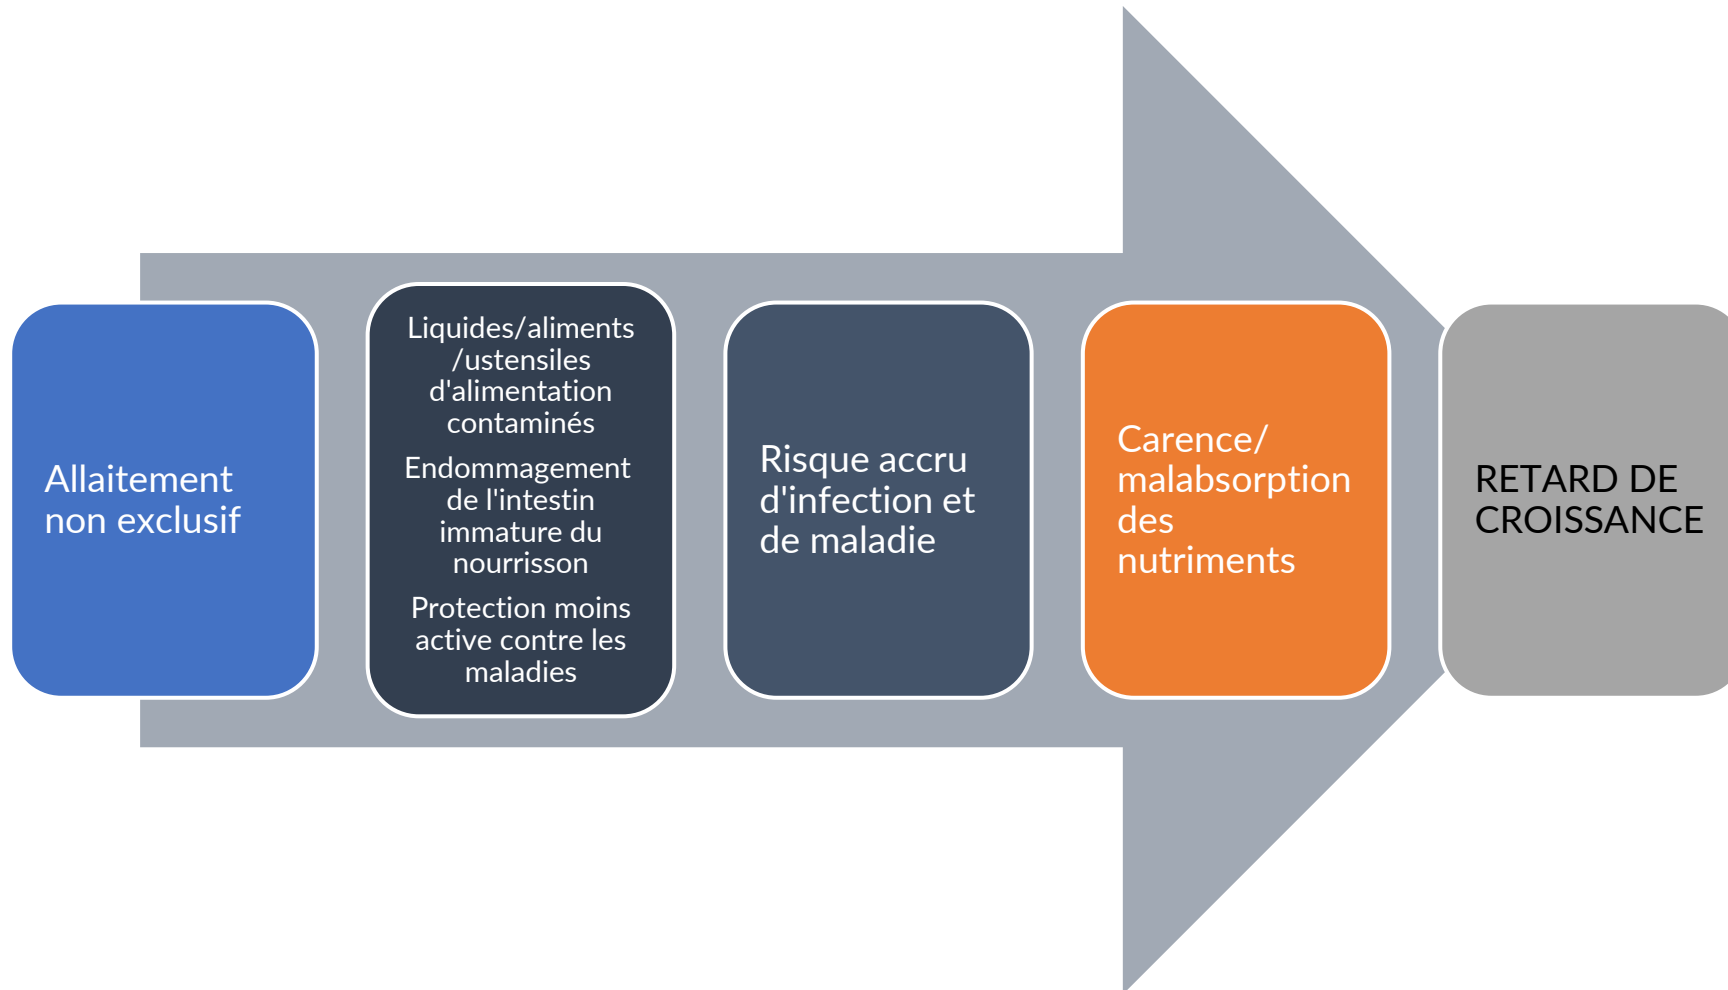 Allaitement
non exclusif
Liquides/aliments
/ustensiles
d'alimentation
contaminés
Endommagement
de l'intestin
immature du
nourrisson
Protection moins
active contre les
maladies
Risque accru
d'infection et
de maladie
Carence/
malabsorption
des
nutriments
RETARD DE
CROISSANCE